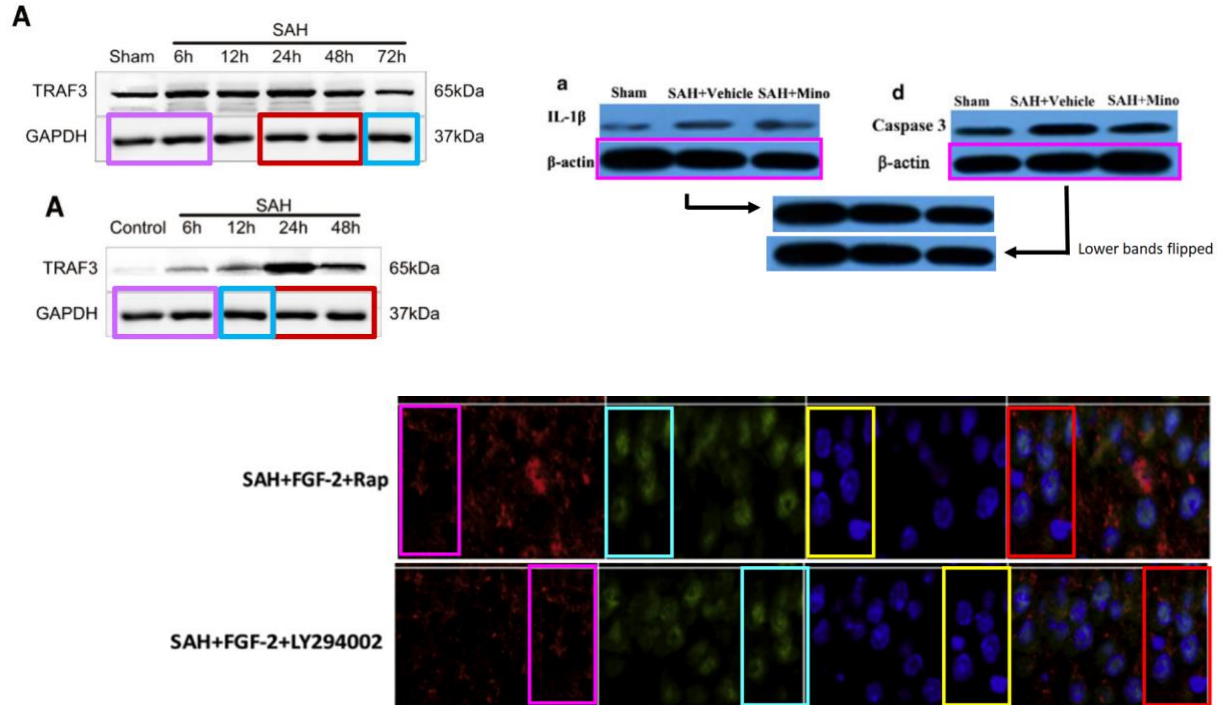 A
SAH
Sham 6h 12h 24h 48h 72h
TRAF3 65kDa
GAPDH 37kDa
A
SAH
Control 6h 12h 24h 48h
TRAF3 65kDa
GAPDH 37kDa
a
Sham SAH+Vehicle SAH+Mino
IL-1β
β-actin
d
Sham SAH+Vehicle SAH+Mino
Caspase 3
β-actin
Lower bands flipped
SAH+FGF-2+Rap
SAH+FGF-2+LY294002